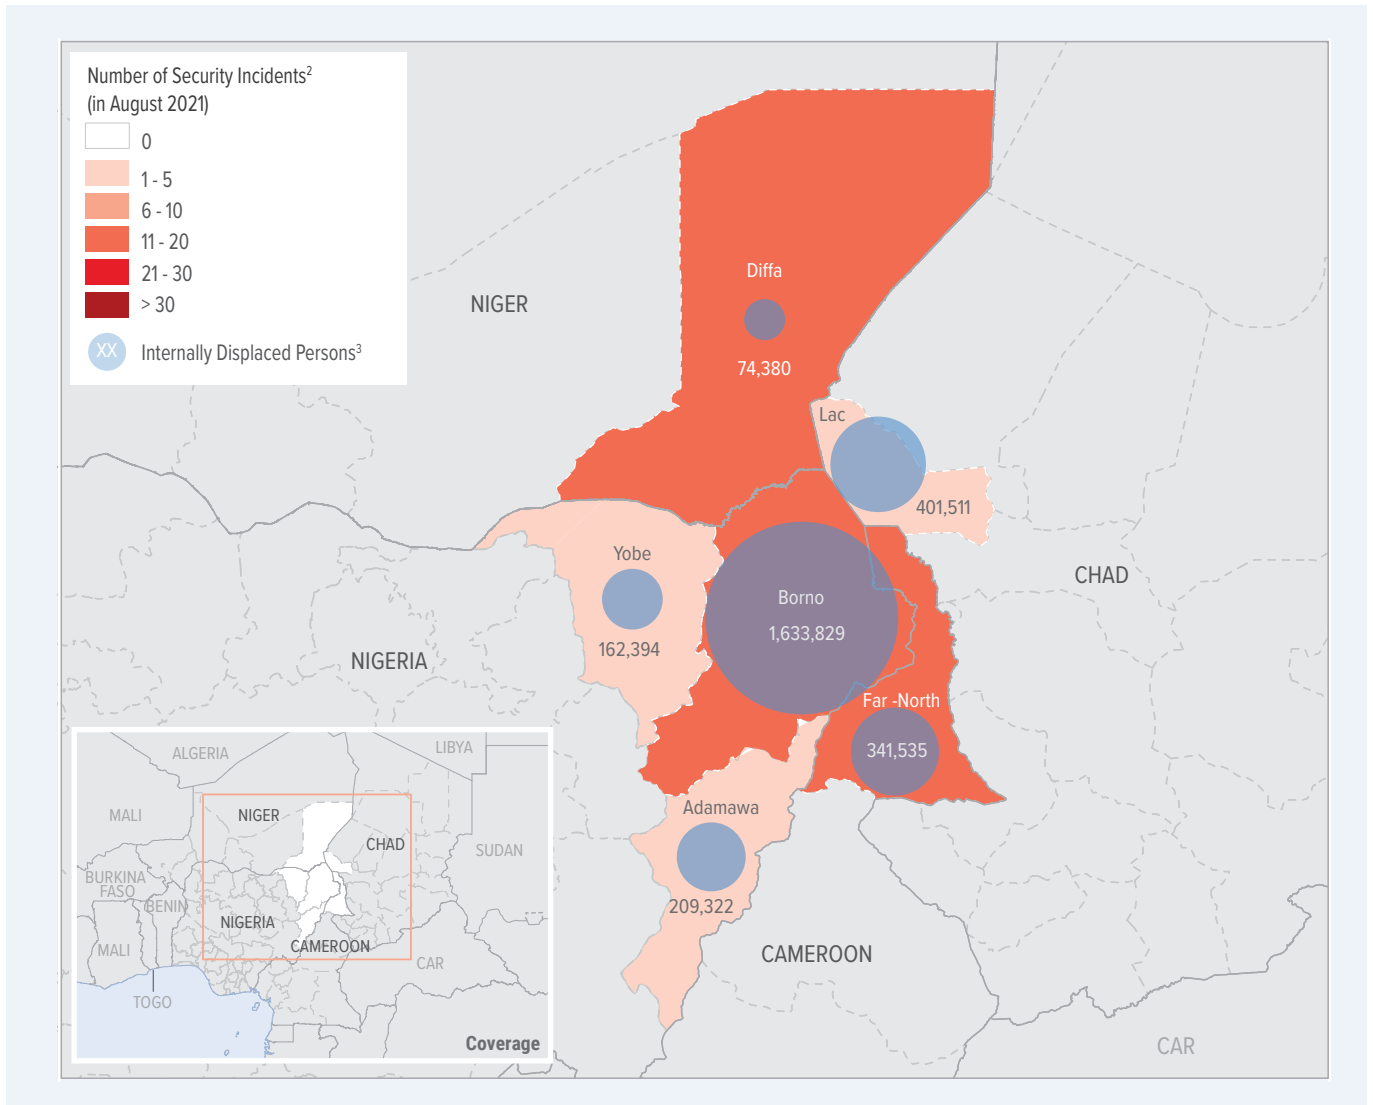 Number of Security Incidents²
(in August 2021)
0
1 - 5
6 - 10
11 - 20
21 - 30
> 30
XX Internally Displaced Persons³
NIGER
Diffa
74,380
Lac
401,511
Yobe
162,394
Borno
1,633,829
CHAD
NIGERIA
Far -North
341,535
Adamawa
209,322
CAMEROON
CAR
ALGERIA
LIBYA
MALI
NIGER
CHAD
SUDAN
BURKINA
FASO
BENIN
NIGERIA
MALI
CAMEROON
CAR
TOGO
Coverage